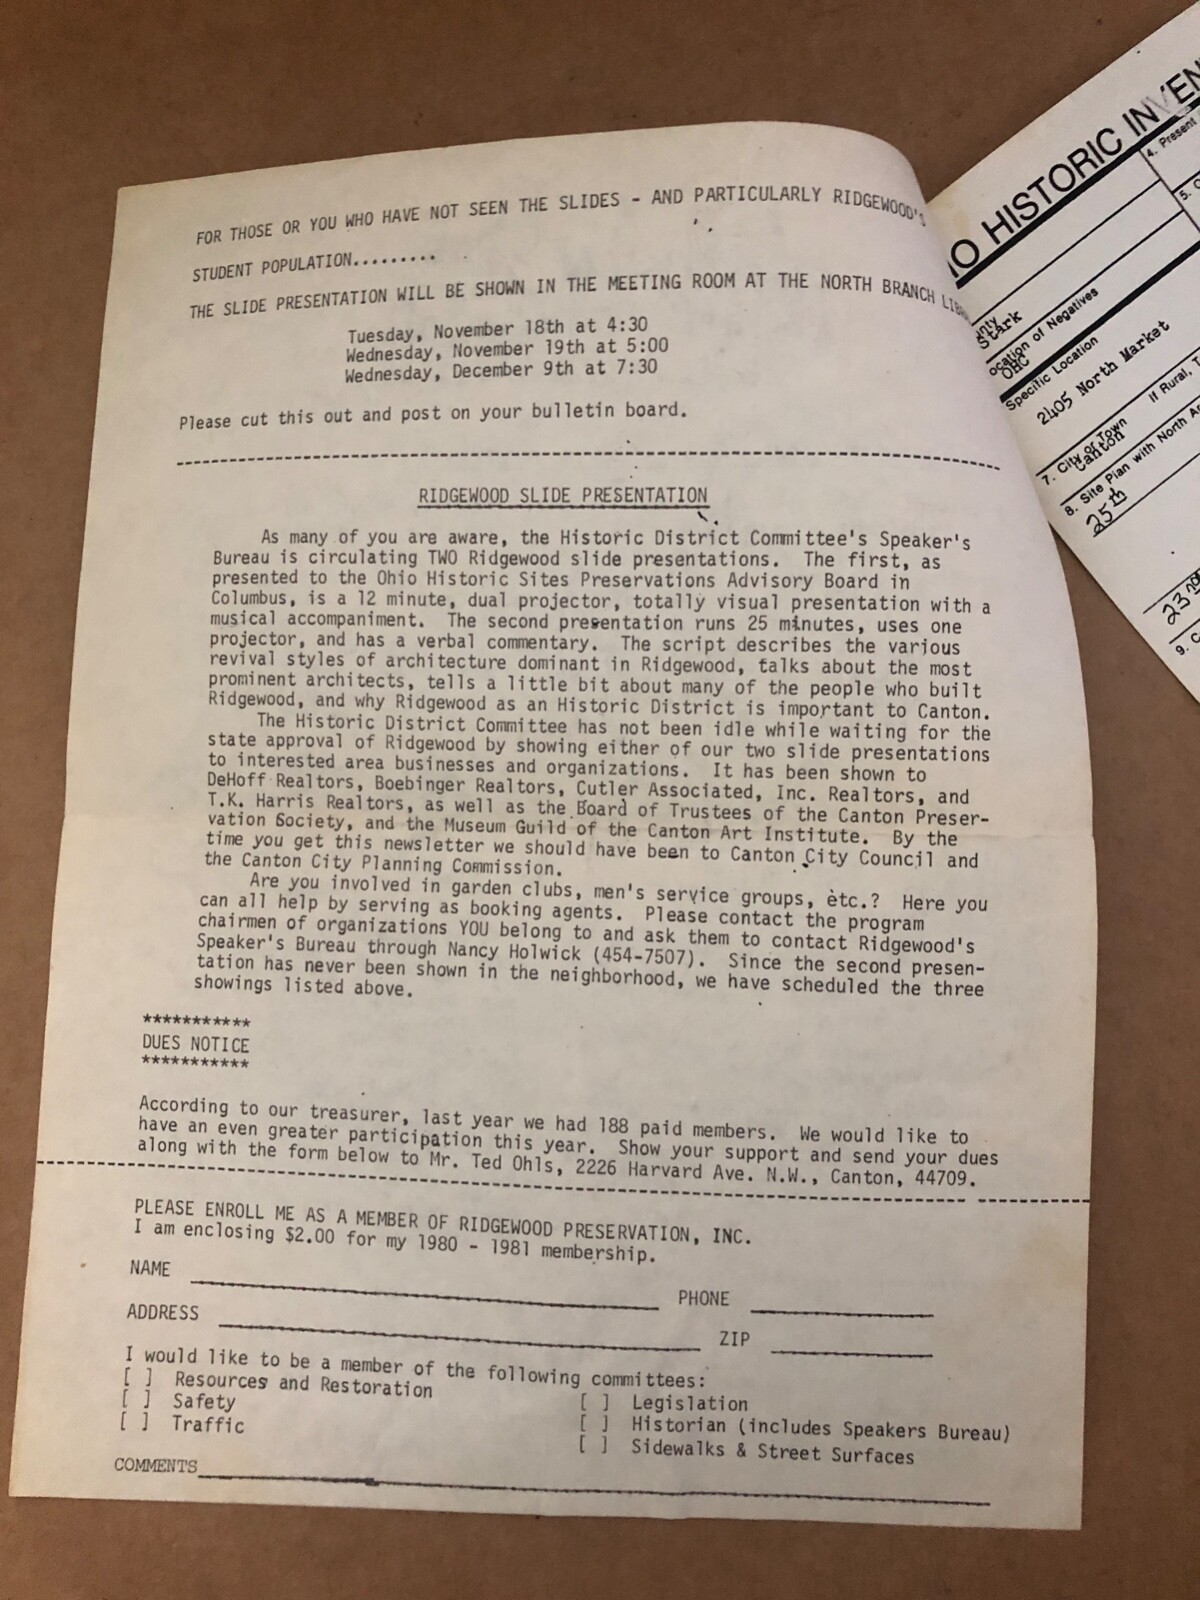 FOR THOSE OR YOU WHO HAVE NOT SEEN THE SLIDES - AND PARTICULARLY RIDGEWOOD'S
STUDENT POPULATION.........
THE SLIDE PRESENTATION WILL BE SHOWN IN THE MEETING ROOM AT THE NORTH BRANCH
Tuesday, November 18th at 4:30
Wednesday, November 19th at 5:00
Wednesday, December 9th at 7:30
Please cut this out and post on your bulletin board.
RIDGEWOOD SLIDE PRESENTATION
As many of you are aware, the Historic District Committee's Speaker's
Bureau is circulating TWO Ridgewood slide presentations. The first, as
presented to the Ohio Historic Sites Preservations Advisory Board in
Columbus, is a 12 minute, dual projector, totally visual presentation with a
musical accompaniment. The second presentation runs 25 minutes, uses one
projector, and has a verbal commentary. The script describes the various
revival styles of architecture dominant in Ridgewood, talks about the most
prominent architects, tells a little bit about many of the people who built
Ridgewood, and why Ridgewood as an Historic District is important to Canton.
The Historic District Committee has not been idle while waiting for the
state approval of Ridgewood by showing either of our two slide presentations
to interested area businesses and organizations. It has been shown to
DeHoff Realtors, Boebinger Realtors, Cutler Associated, Inc. Realtors, and
T.K. Harris Realtors, as well as the Board of Trustees of the Canton Preser-
vation Society, and the Museum Guild of the Canton Art Institute. By the
time you get this newsletter we should have been to Canton City Council and
the Canton City Planning Commission.
Are you involved in garden clubs, men's service groups, etc.? Here you
can all help by serving as booking agents. Please contact the program
chairmen of organizations YOU belong to and ask them to contact Ridgewood's
Speaker's Bureau through Nancy Holwick (454-7507). Since the second presen-
tation has never been shown in the neighborhood, we have scheduled the three
showings listed above.
***********
DUES NOTICE
***********
According to our treasurer, last year we had 188 paid members. We would like to
have an even greater participation this year. Show your support and send your dues
along with the form below to Mr. Ted Ohls, 2226 Harvard Ave. N.W., Canton, 44709.
PLEASE ENROLL ME AS A MEMBER OF RIDGEWOOD PRESERVATION, INC.
I am enclosing $2.00 for my 1980 - 1981 membership.
NAME PHONE
ADDRESS ZIP
I would like to be a member of the following committees:
[ ] Resources and Restoration
[ ] Safety
[ ] Traffic
[ ] Legislation
[ ] Historian (includes Speakers Bureau)
[ ] Sidewalks & Street Surfaces
COMMENTS
HISTORIC
4. Present
5.
Stark
of Negatives
OHC
Specific Location
2405 North Market
7. City or Town If Rural,
Canton
8. Site Plan with North
25th
23rd
9.